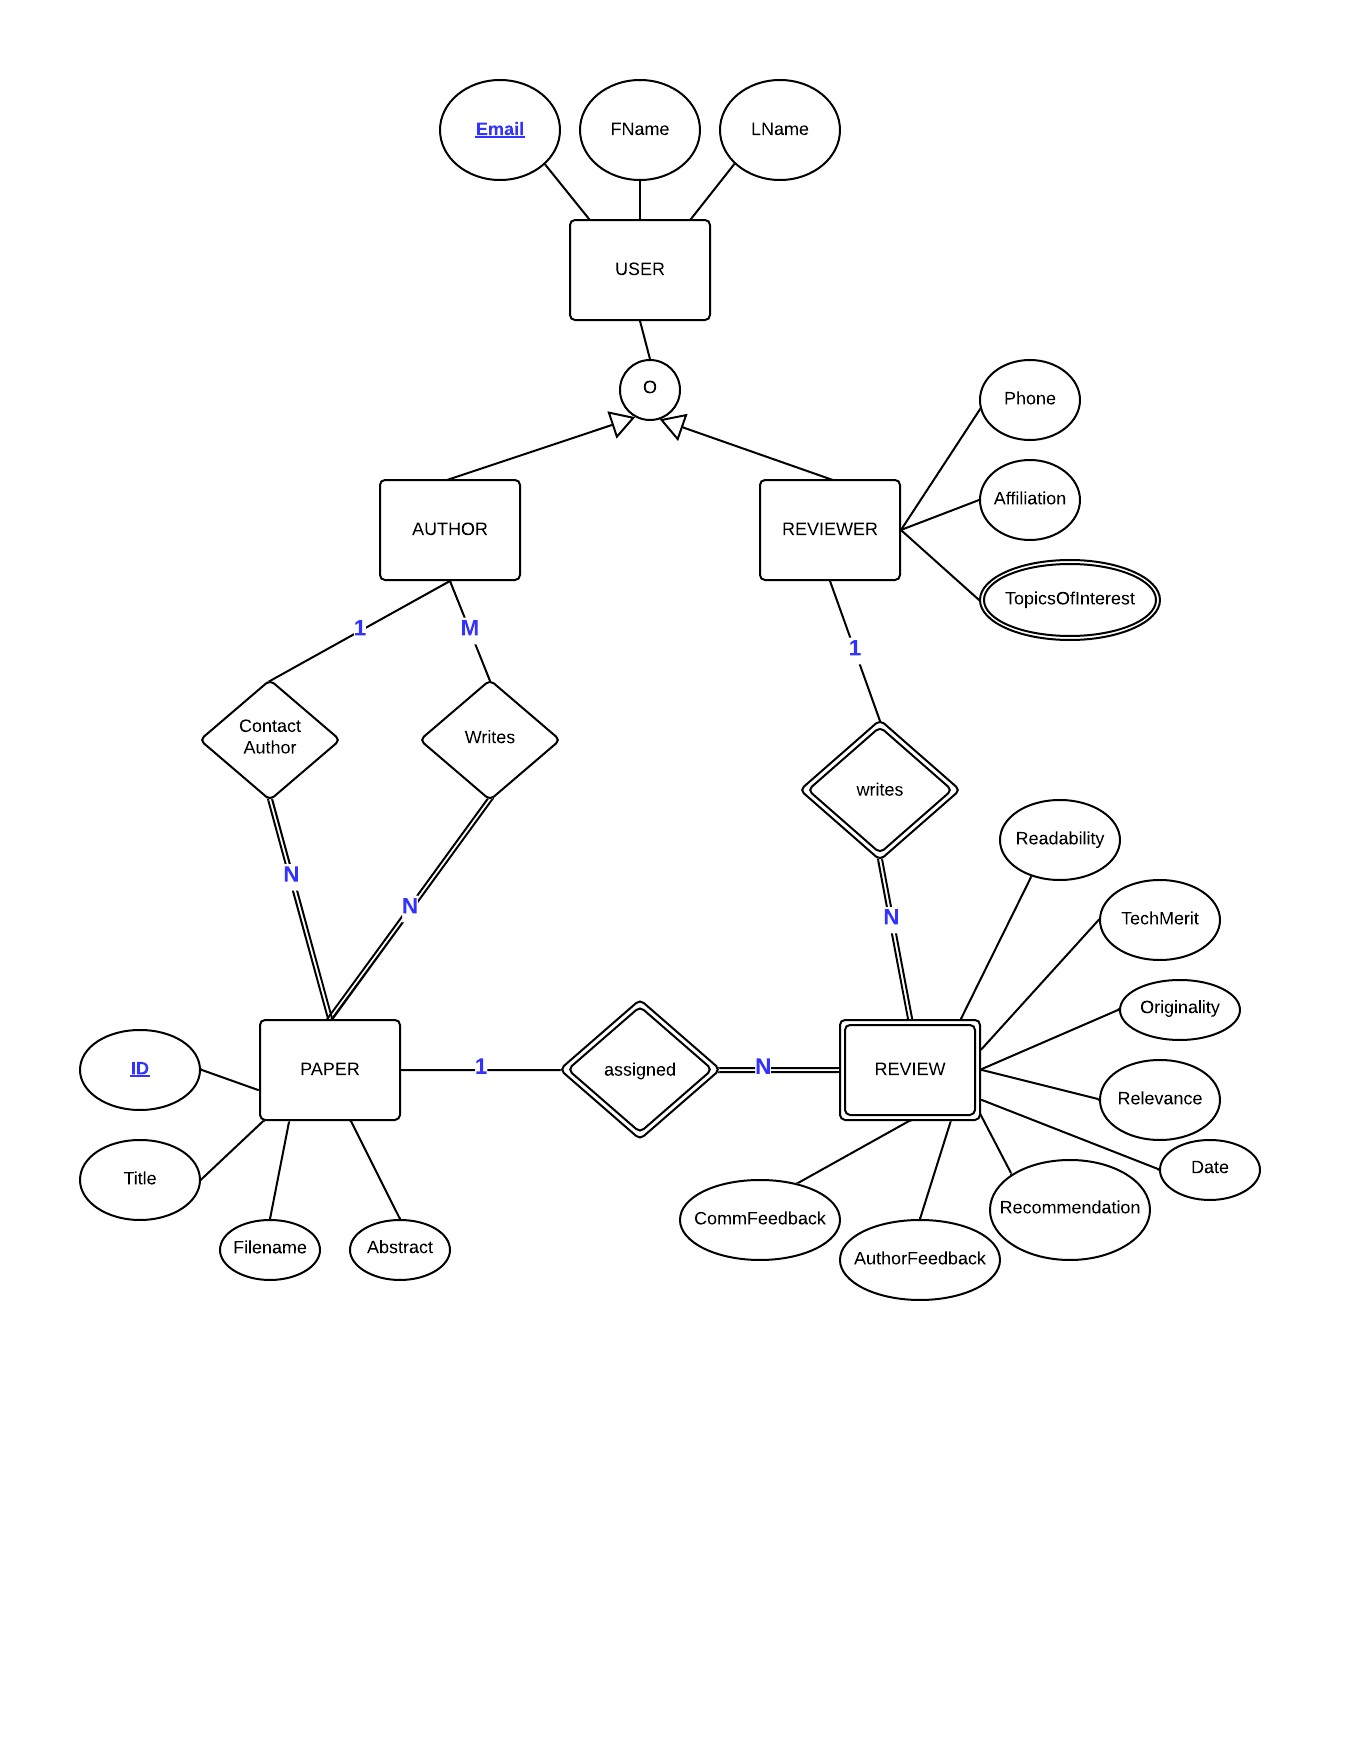 Email
FName
LName
USER
O
Phone
Affiliation
TopicsOfInterest
AUTHOR
REVIEWER
1
M
1
Contact
Author
Writes
writes
N
N
N
Readability
TechMerit
Originality
Relevance
Date
Recommendation
ID
PAPER
1
assigned
N
REVIEW
Title
Filename
Abstract
CommFeedback
AuthorFeedback